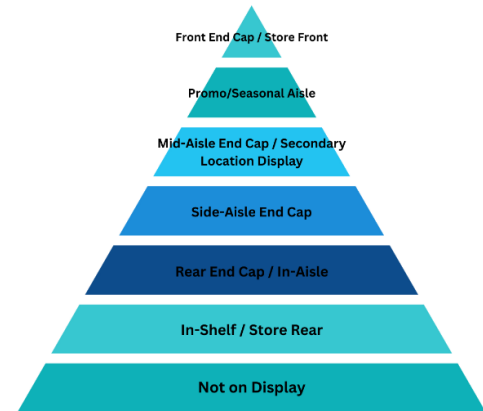 Front End Cap / Store Front
Promo/Seasonal Aisle
Mid-Aisle End Cap / Secondary
Location Display
Side-Aisle End Cap
Rear End Cap / In-Aisle
In-Shelf / Store Rear
Not on Display